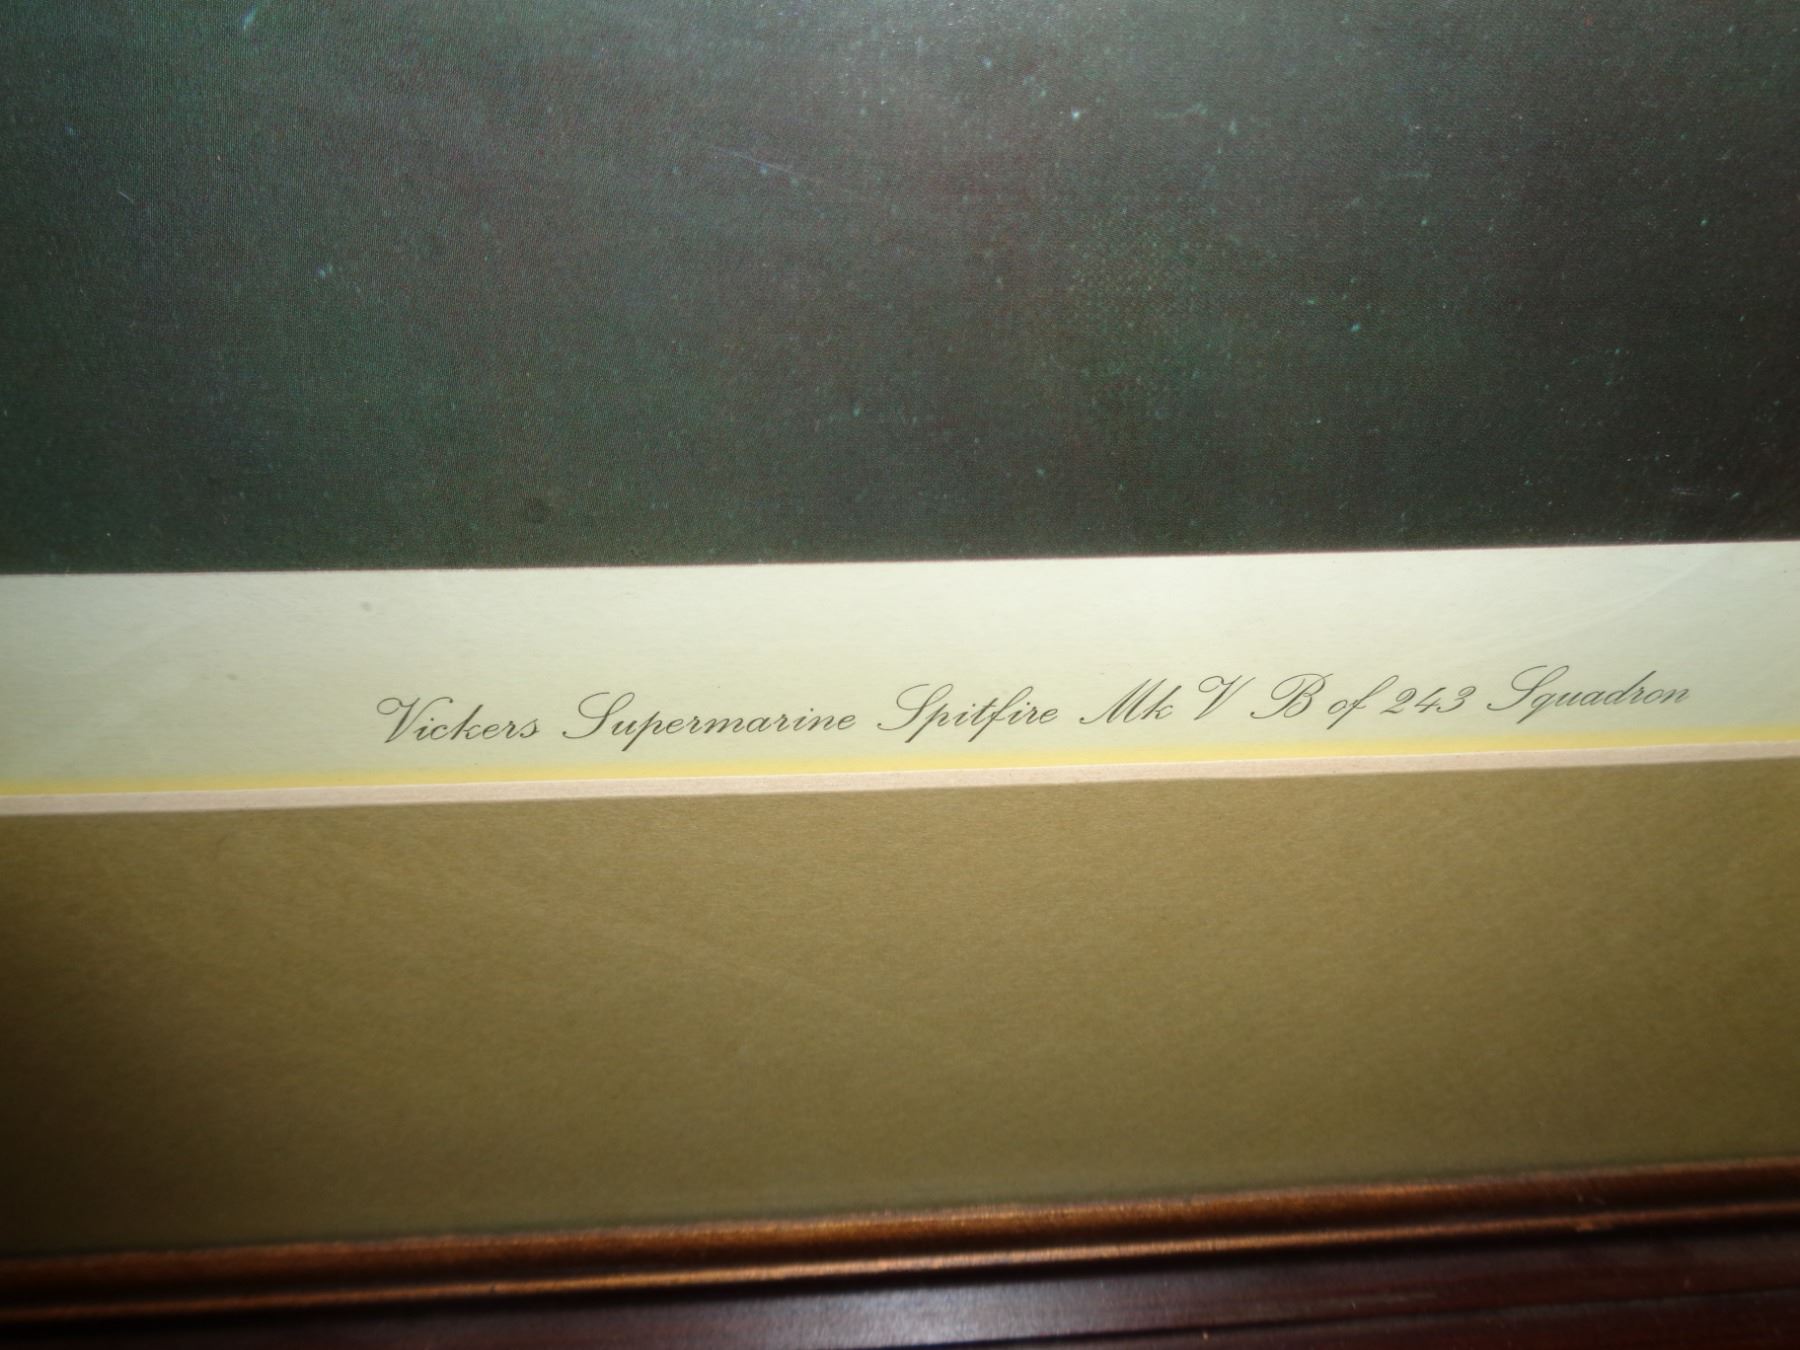 Vickers Supermarine Spitfire Mk V B of 243 Squadron